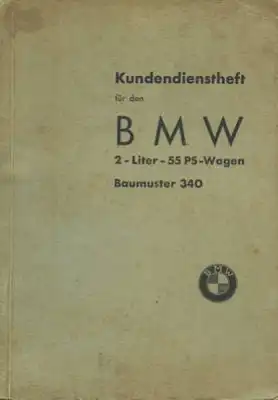 Kundendienstheft
für den
BMW
2-Liter-55 PS-Wagen
Baumuster 340
BMW